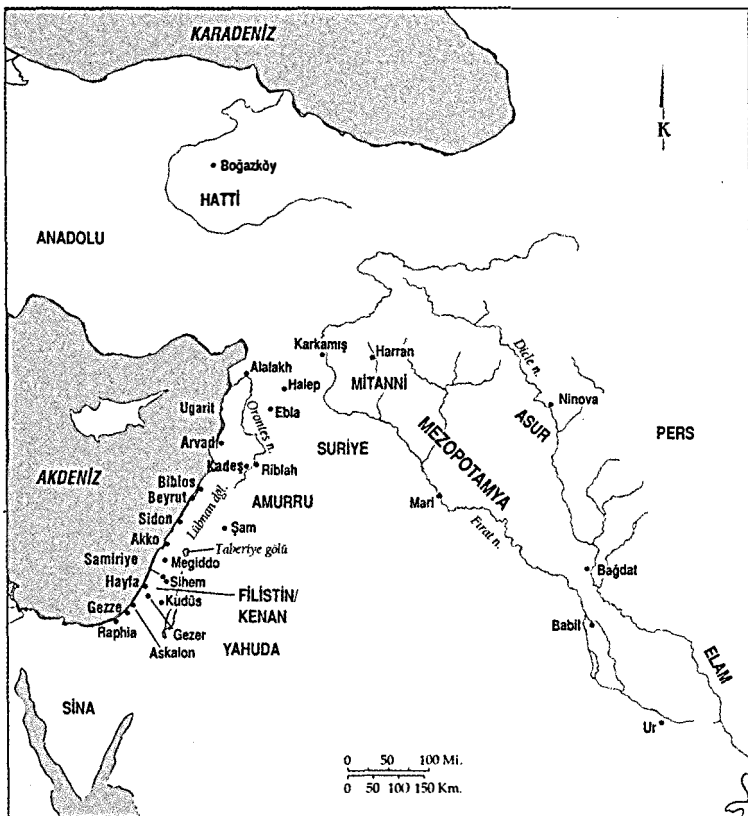 KARADENİZ
K
Boğazköy
HATTİ
ANADOLU
Karkamış
Harran
Dicle n.
Alalakh
Halep
MİTANNİ
Ninova
Ugarit
Orontes n.
Ebla
ASUR
PERS
Arvad
SURİYE
MEZOPOTAMYA
AKDENİZ
Kadeş
Riblah
Biblos
Beyrut
Lübnan dğl.
AMURRU
Mari
Fırat n.
Sidon
Şam
Akko
Taberiye gölü
Samiriye
Megiddo
Bağdat
Hayfa
Sihem
FİLİSTİN/
KENAN
Gezze
Kudüs
Raphia
Gezer
Babil
Askalon
YAHUDA
ELAM
SİNA
Ur
0 50 100 Mi.
0 50 100 150 Km.